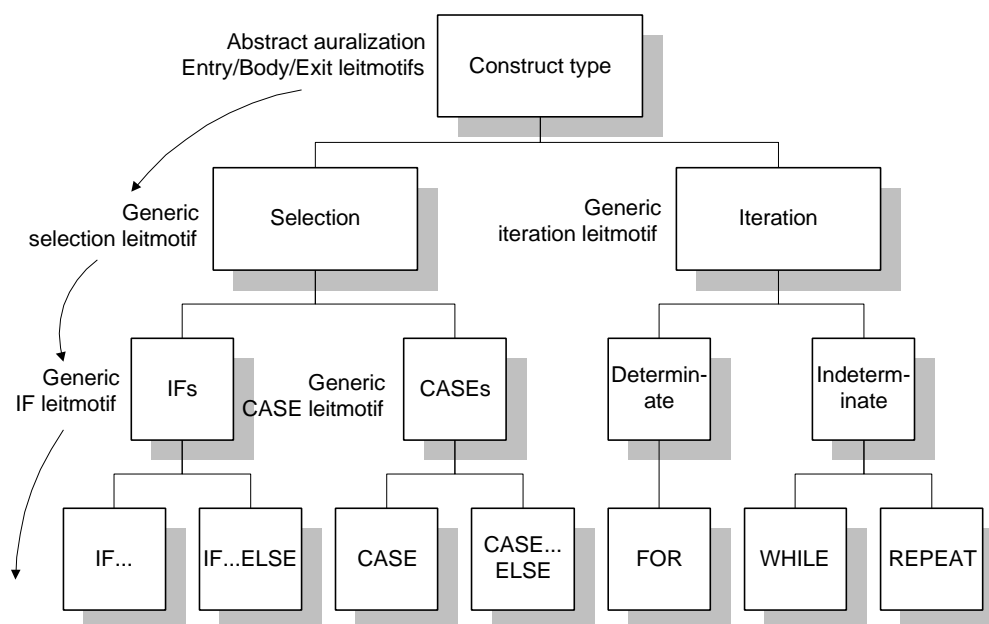 Abstract auralization
Entry/Body/Exit leitmotifs
Construct type
Generic
selection leitmotif
Selection
Generic
iteration leitmotif
Iteration
Generic
IF leitmotif
IFs
Generic
CASE leitmotif
CASEs
Determin-
ate
Indeterm-
inate
IF...
IF...ELSE
CASE
CASE...
ELSE
FOR
WHILE
REPEAT